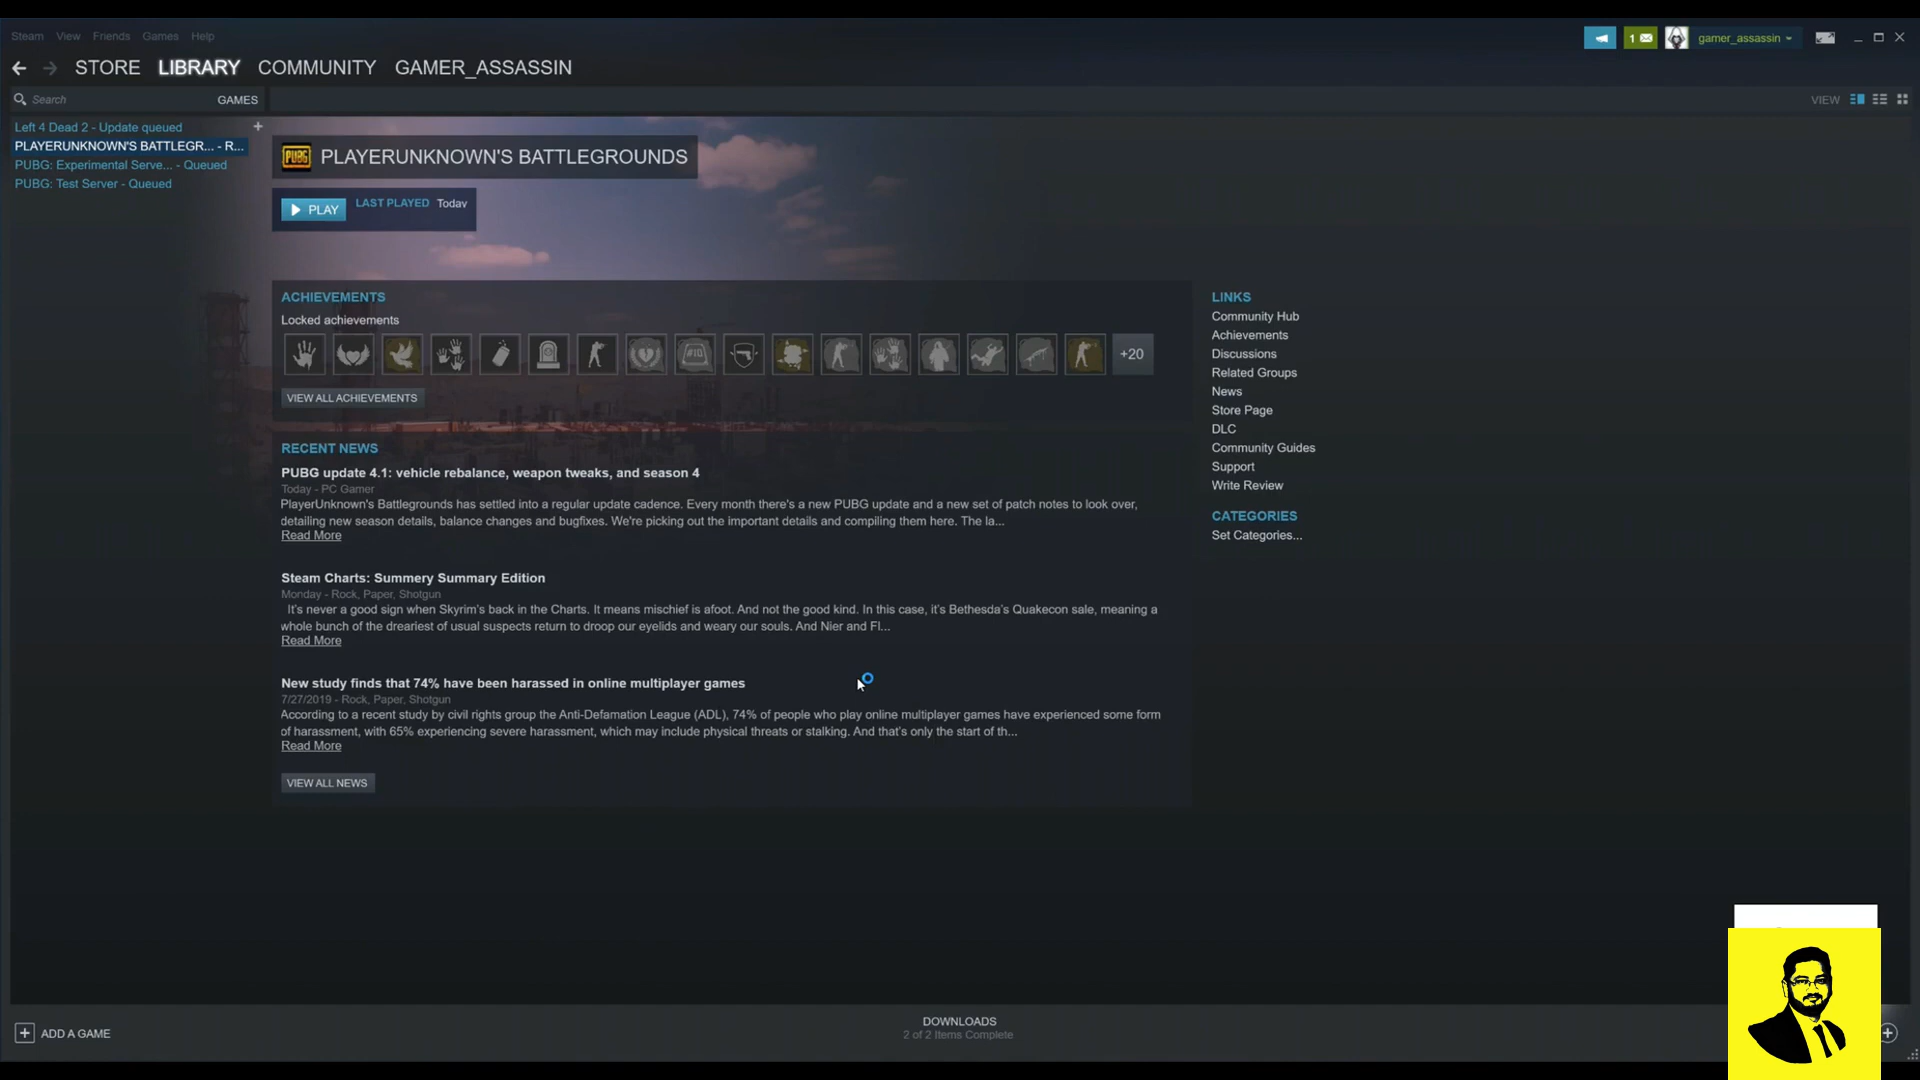 Steam View Friends Games Help
1 gamer_assassin
STORE LIBRARY COMMUNITY GAMER_ASSASSIN
Search GAMES VIEW
Left 4 Dead 2 - Update queued
PLAYERUNKNOWN'S BATTLEGR... - R...
PUBG: Experimental Serve... - Queued
PUBG: Test Server - Queued
PUBG PLAYERUNKNOWN'S BATTLEGROUNDS
PLAY LAST PLAYED Today
ACHIEVEMENTS
Locked achievements
#10
+20
VIEW ALL ACHIEVEMENTS
RECENT NEWS
PUBG update 4.1: vehicle rebalance, weapon tweaks, and season 4
Today - PC Gamer
PlayerUnknown's Battlegrounds has settled into a regular update cadence. Every month there's a new PUBG update and a new set of patch notes to look over,
detailing new season details, balance changes and bugfixes. We're picking out the important details and compiling them here. The la...
Read More
Steam Charts: Summery Summary Edition
Monday - Rock, Paper, Shotgun
It's never a good sign when Skyrim's back in the Charts. It means mischief is afoot. And not the good kind. In this case, it's Bethesda's Quakecon sale, meaning a
whole bunch of the dreariest of usual suspects return to droop our eyelids and weary our souls. And Nier and Fl...
Read More
New study finds that 74% have been harassed in online multiplayer games
7/27/2019 - Rock, Paper, Shotgun
According to a recent study by civil rights group the Anti-Defamation League (ADL), 74% of people who play online multiplayer games have experienced some form
of harassment, with 65% experiencing severe harassment, which may include physical threats or stalking. And that's only the start of th...
Read More
VIEW ALL NEWS
LINKS
Community Hub
Achievements
Discussions
Related Groups
News
Store Page
DLC
Community Guides
Support
Write Review
CATEGORIES
Set Categories...
ADD A GAME
DOWNLOADS
2 of 2 Items Complete